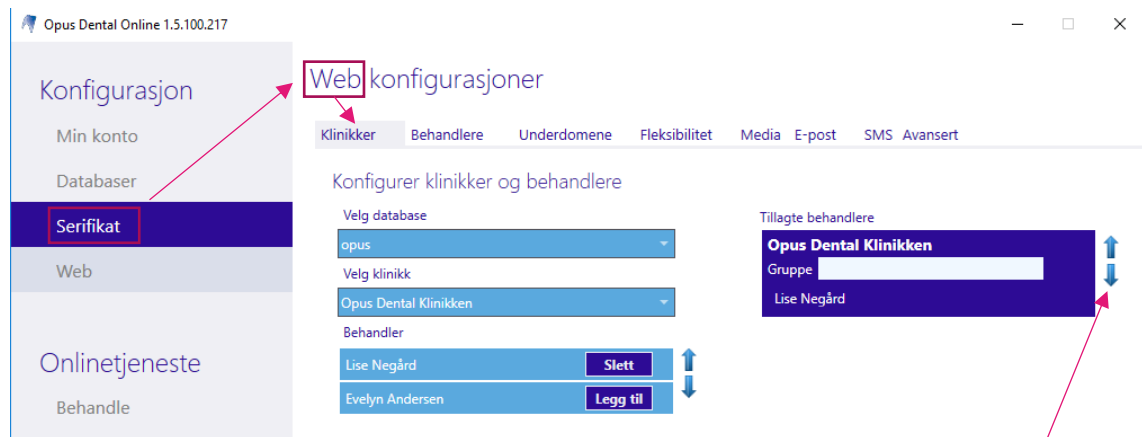 Opus Dental Online 1.5.100.217
Konfigurasjon
Min konto
Databaser
Serifikat
Web
Onlinetjeneste
Behandle
Web konfigurasjoner
Klinikker Behandlere Underdomene Fleksibilitet Media E-post SMS Avansert
Konfigurer klinikker og behandlere
Velg database
opus
Velg klinikk
Opus Dental Klinikken
Behandler
Lise Negård Slett
Evelyn Andersen Legg til
Tillagte behandlere
Opus Dental Klinikken
Gruppe
Lise Negård